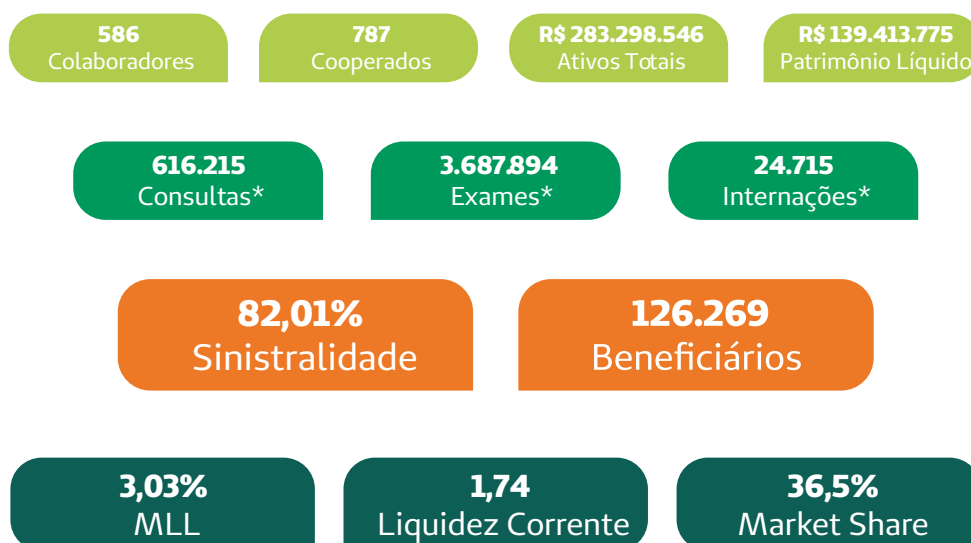 586
Colaboradores
787
Cooperados
R$ 283.298.546
Ativos Totais
R$ 139.413.775
Patrimônio Líquido
616.215
Consultas*
3.687.894
Exames*
24.715
Internações*
82,01%
Sinistralidade
126.269
Beneficiários
3,03%
MLL
1,74
Liquidez Corrente
36,5%
Market Share